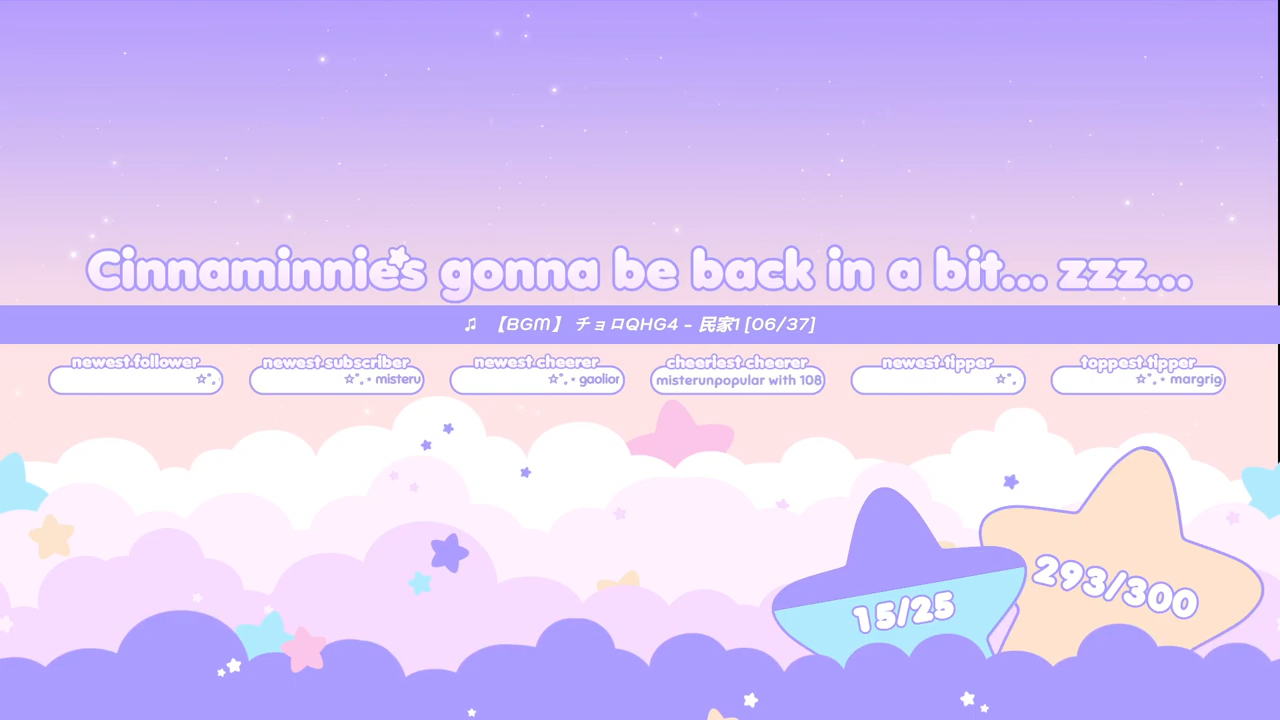 Cinnaminnie's gonna be back in a bit... zzz...
♫ 【BGM】 チョロQHG4 - 民家1 [06/37]
newest follower
newest subscriber
newest cheerer
cheeriest cheerer
newest tipper
toppest tipper
☆*｡
☆*｡⋆ misteru
☆*｡⋆ gaolior
misterunpopular with 108
☆*｡
☆*｡⋆ margrig
293/300
15/25